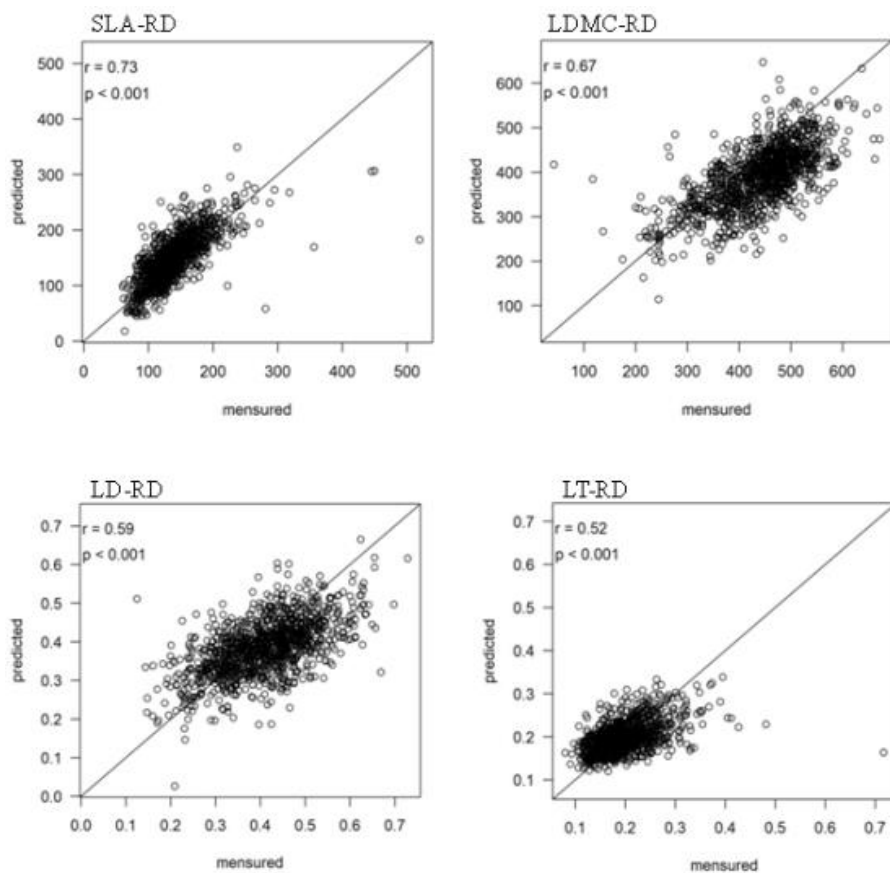 SLA-RD
r = 0.73
p < 0.001
500
400
300
200
100
0
predicted
0 100 200 300 400 500
mensured
LDMC-RD
r = 0.67
p < 0.001
600
500
400
300
200
100
predicted
100 200 300 400 500 600
mensured
LD-RD
r = 0.59
p < 0.001
0.7
0.6
0.5
0.4
0.3
0.2
0.1
0.0
predicted
0.0 0.1 0.2 0.3 0.4 0.5 0.6 0.7
mensured
LT-RD
r = 0.52
p < 0.001
0.7
0.6
0.5
0.4
0.3
0.2
0.1
predicted
0.1 0.2 0.3 0.4 0.5 0.6 0.7
mensured